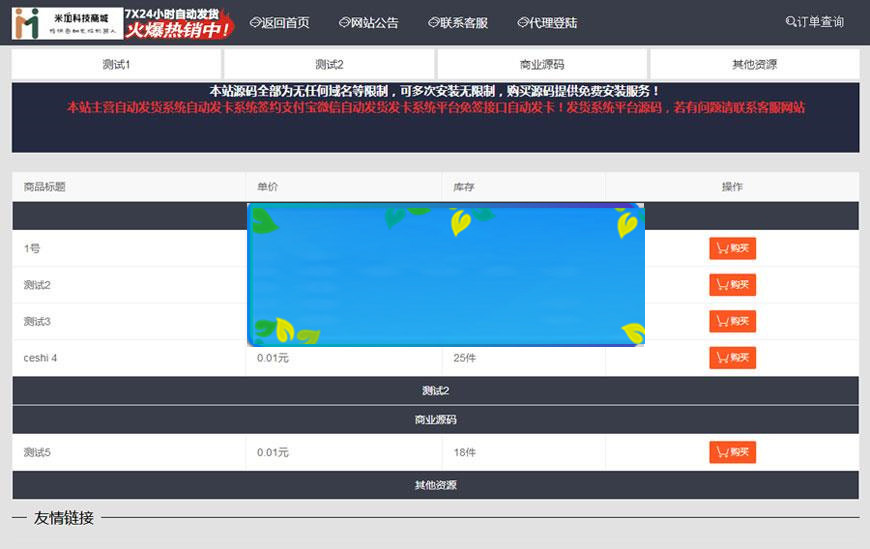 米加科技商城
7X24小时自动发货
火爆热销中!
返回首页
网站公告
联系客服
代理登陆
订单查询
测试1
测试2
商业源码
其他资源
本站源码全部为无任何域名等限制，可多次安装无限制，购买源码提供免费安装服务！
本站主营自动发货系统自动发卡系统签约支付宝微信自动发货发卡系统平台免签接口自动发卡！发货系统平台源码，若有问题请联系客服网站
商品标题 单价 库存 操作
1号 购买
测试2 购买
测试3 购买
ceshi 4 0.01元 25件 购买
测试2
商业源码
测试5 0.01元 18件 购买
其他资源
友情链接